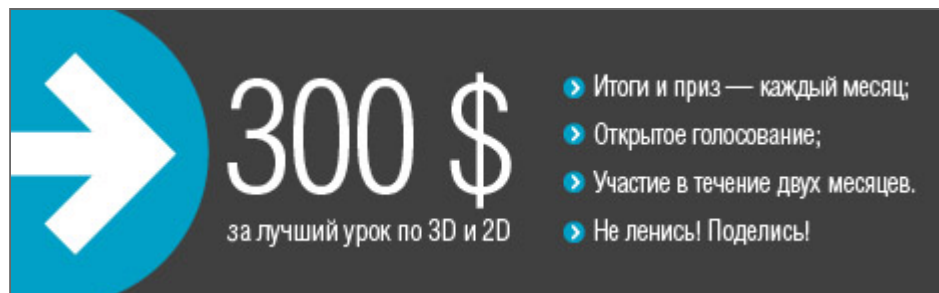 300 $
за лучший урок по 3D и 2D
Итоги и приз — каждый месяц;
Открытое голосование;
Участие в течение двух месяцев.
Не ленись! Поделись!